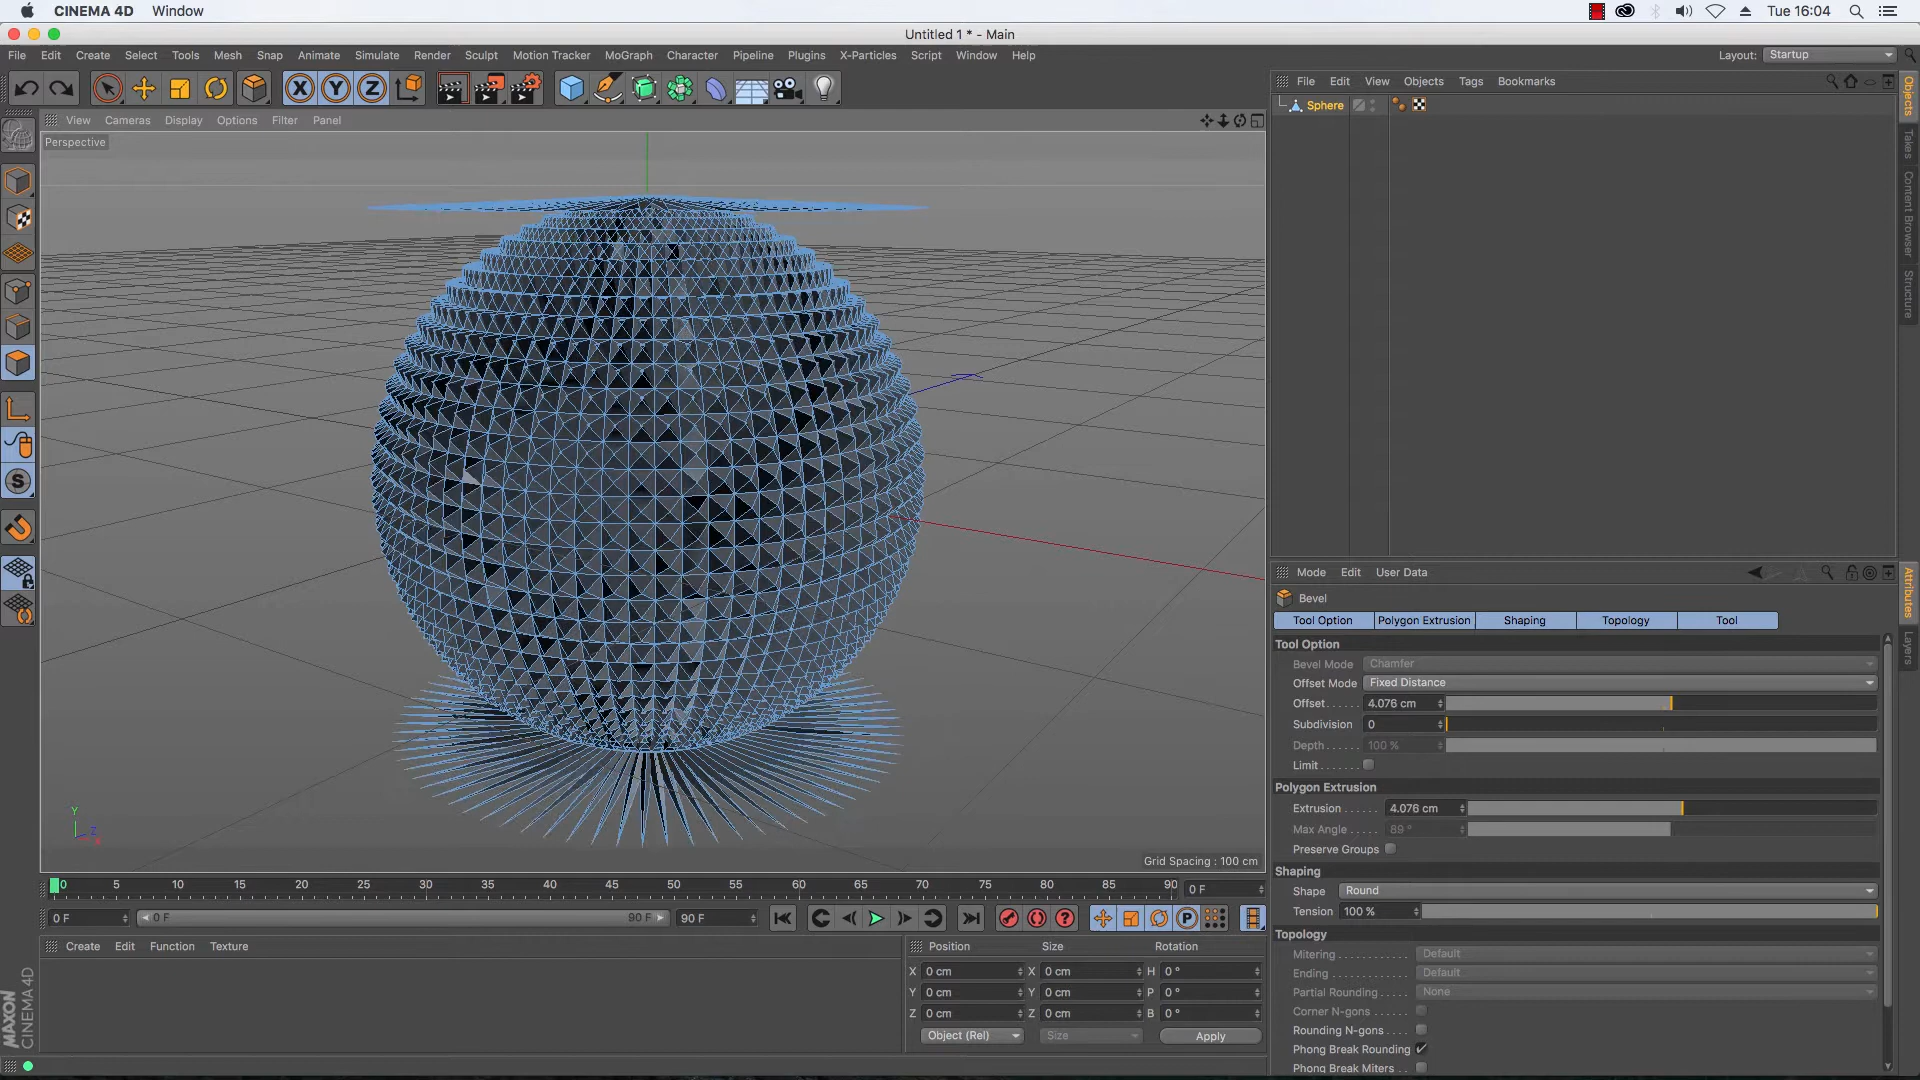 CINEMA 4D Window Tue 16:04
Untitled 1 * - Main
File Edit Create Select Tools Mesh Snap Animate Simulate Render Sculpt Motion Tracker MoGraph Character Pipeline Plugins X-Particles Script Window Help Layout: Startup
X Y Z
File Edit View Objects Tags Bookmarks
Sphere
Objects
Takes
Content Browser
Structure
View Cameras Display Options Filter Panel
Perspective
Y
Z
X
Grid Spacing : 100 cm
Mode Edit User Data
Attributes
Layers
Bevel
Tool Option Polygon Extrusion Shaping Topology Tool
Tool Option
Bevel Mode Chamfer
Offset Mode Fixed Distance
Offset . . . . . . 4.076 cm
Subdivision 0
Depth . . . . . . 100 %
Limit . . . . . .
Polygon Extrusion
Extrusion . . . . . . 4.076 cm
Max Angle . . . . . 89 °
Preserve Groups
Shaping
Shape Round
Tension 100 %
Topology
Mitering . . . . . . . . . . . Default
Ending . . . . . . . . . . . . Default
Partial Rounding . . . . . None
Corner N-gons . . . . . .
Rounding N-gons . . . .
Phong Break Rounding
Phong Break Miters . . . .
0 5 10 15 20 25 30 35 40 45 50 55 60 65 70 75 80 85 90 0 F
0 F 0 F 90 F 90 F
Create Edit Function Texture
Position Size Rotation
X 0 cm X 0 cm H 0 °
Y 0 cm Y 0 cm P 0 °
Z 0 cm Z 0 cm B 0 °
Object (Rel) Size Apply
MAXON
CINEMA 4D